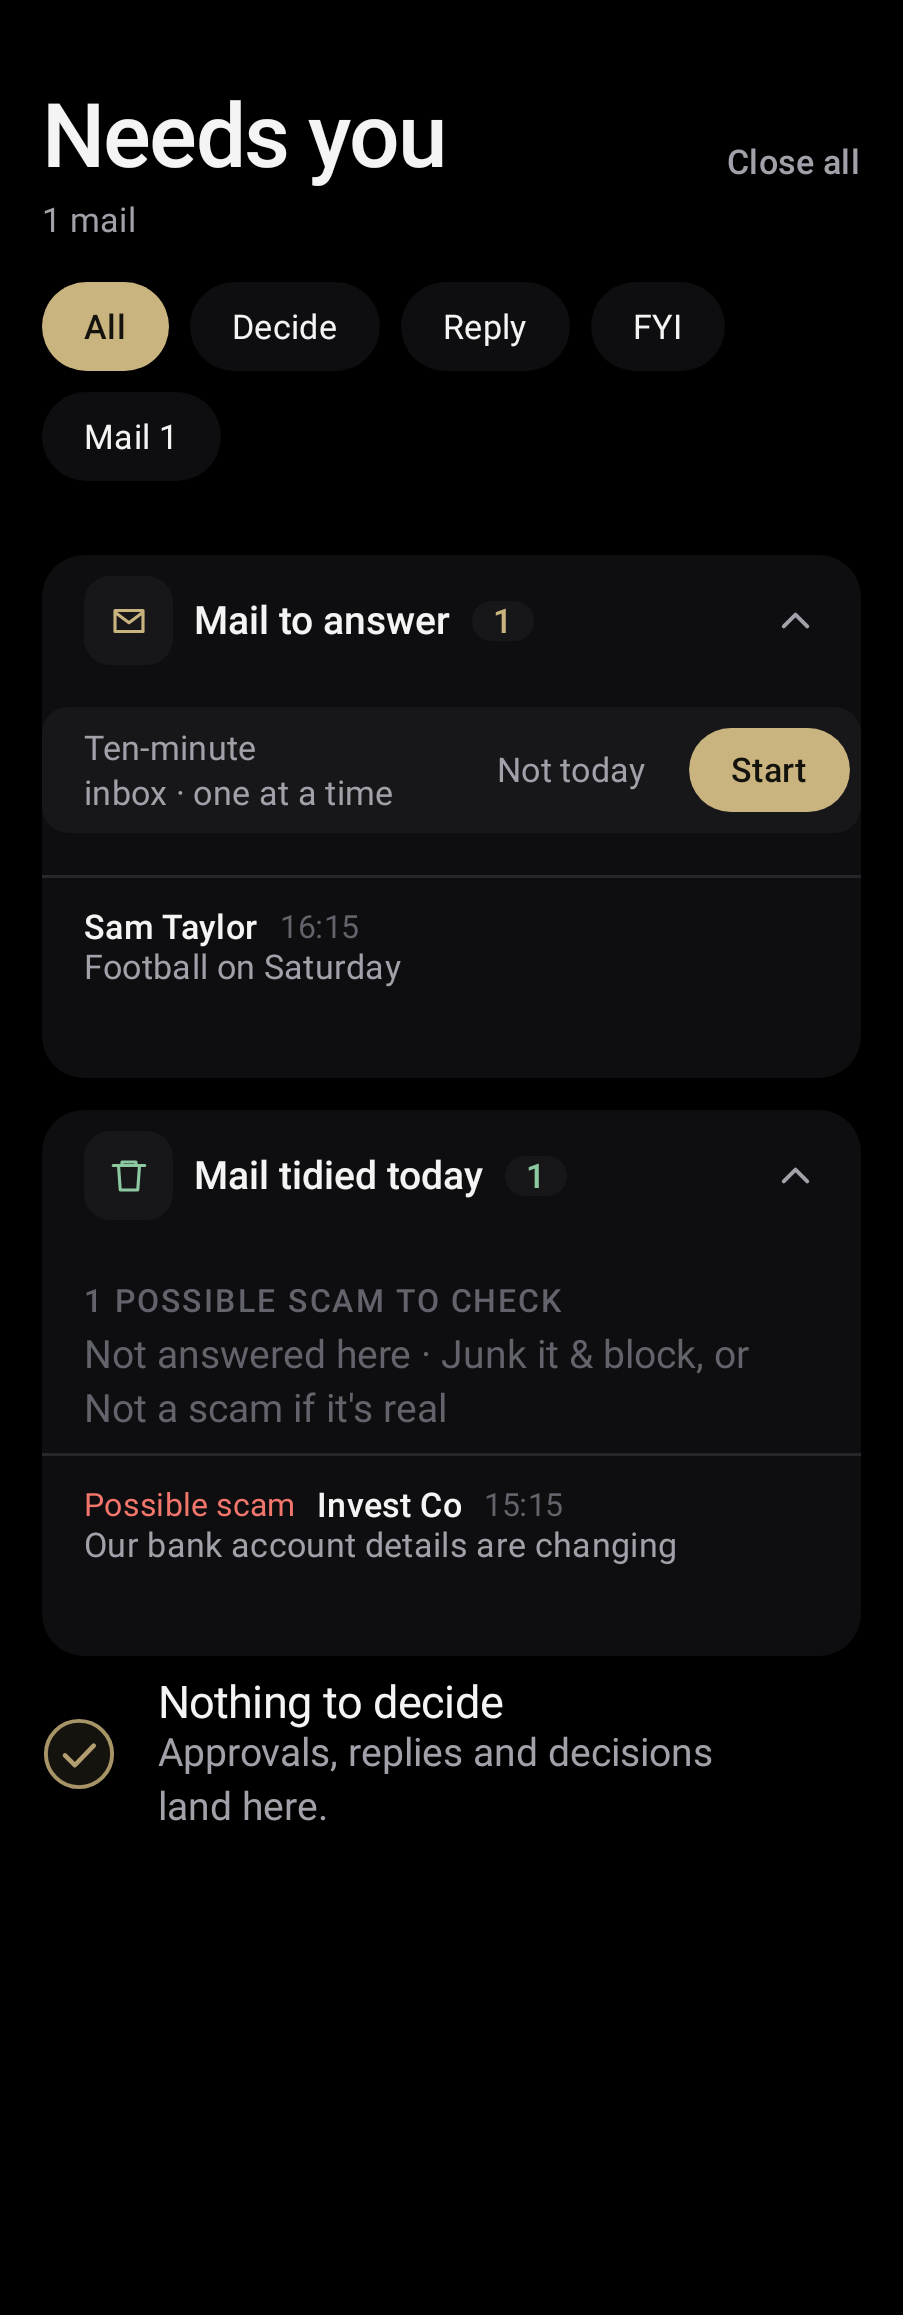 Needs you
Close all
1 mail
All
Decide
Reply
FYI
Mail 1
Mail to answer
1
Ten-minute
inbox · one at a time
Not today
Start
Sam Taylor 16:15
Football on Saturday
Mail tidied today
1
1 POSSIBLE SCAM TO CHECK
Not answered here · Junk it & block, or
Not a scam if it's real
Possible scam Invest Co 15:15
Our bank account details are changing
Nothing to decide
Approvals, replies and decisions
land here.